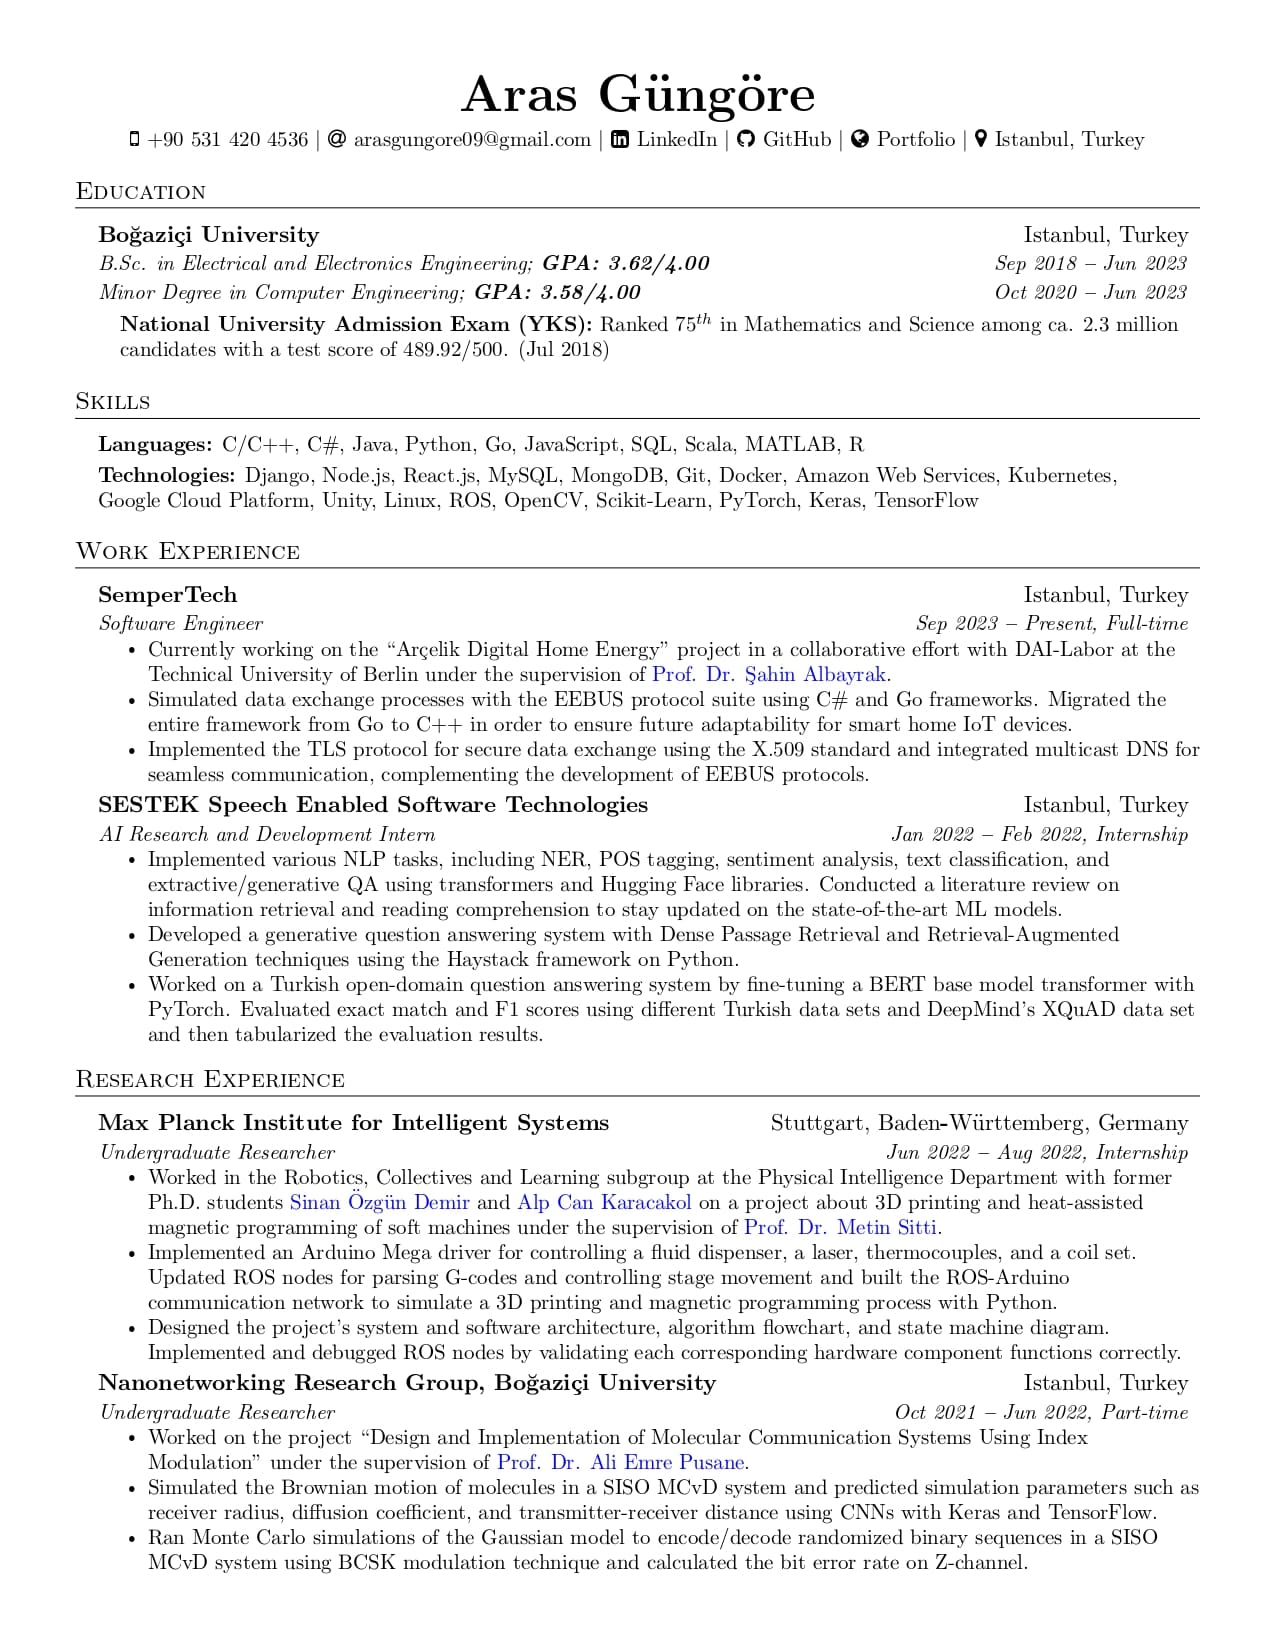 Aras Güngöre
+90 531 420 4536 | arasgungore09@gmail.com | LinkedIn | GitHub | Portfolio | Istanbul, Turkey
Education
Boğaziçi University Istanbul, Turkey
B.Sc. in Electrical and Electronics Engineering; GPA: 3.62/4.00 Sep 2018 – Jun 2023
Minor Degree in Computer Engineering; GPA: 3.58/4.00 Oct 2020 – Jun 2023
National University Admission Exam (YKS): Ranked 75th in Mathematics and Science among ca. 2.3 million
candidates with a test score of 489.92/500. (Jul 2018)
Skills
Languages: C/C++, C#, Java, Python, Go, JavaScript, SQL, Scala, MATLAB, R
Technologies: Django, Node.js, React.js, MySQL, MongoDB, Git, Docker, Amazon Web Services, Kubernetes,
Google Cloud Platform, Unity, Linux, ROS, OpenCV, Scikit-Learn, PyTorch, Keras, TensorFlow
Work Experience
SemperTech Istanbul, Turkey
Software Engineer Sep 2023 – Present, Full-time
• Currently working on the “Arçelik Digital Home Energy” project in a collaborative effort with DAI-Labor at the
Technical University of Berlin under the supervision of Prof. Dr. Şahin Albayrak.
• Simulated data exchange processes with the EEBUS protocol suite using C# and Go frameworks. Migrated the
entire framework from Go to C++ in order to ensure future adaptability for smart home IoT devices.
• Implemented the TLS protocol for secure data exchange using the X.509 standard and integrated multicast DNS for
seamless communication, complementing the development of EEBUS protocols.
SESTEK Speech Enabled Software Technologies Istanbul, Turkey
AI Research and Development Intern Jan 2022 – Feb 2022, Internship
• Implemented various NLP tasks, including NER, POS tagging, sentiment analysis, text classification, and
extractive/generative QA using transformers and Hugging Face libraries. Conducted a literature review on
information retrieval and reading comprehension to stay updated on the state-of-the-art ML models.
• Developed a generative question answering system with Dense Passage Retrieval and Retrieval-Augmented
Generation techniques using the Haystack framework on Python.
• Worked on a Turkish open-domain question answering system by fine-tuning a BERT base model transformer with
PyTorch. Evaluated exact match and F1 scores using different Turkish data sets and DeepMind’s XQuAD data set
and then tabularized the evaluation results.
Research Experience
Max Planck Institute for Intelligent Systems Stuttgart, Baden-Württemberg, Germany
Undergraduate Researcher Jun 2022 – Aug 2022, Internship
• Worked in the Robotics, Collectives and Learning subgroup at the Physical Intelligence Department with former
Ph.D. students Sinan Özgün Demir and Alp Can Karacakol on a project about 3D printing and heat-assisted
magnetic programming of soft machines under the supervision of Prof. Dr. Metin Sitti.
• Implemented an Arduino Mega driver for controlling a fluid dispenser, a laser, thermocouples, and a coil set.
Updated ROS nodes for parsing G-codes and controlling stage movement and built the ROS-Arduino
communication network to simulate a 3D printing and magnetic programming process with Python.
• Designed the project’s system and software architecture, algorithm flowchart, and state machine diagram.
Implemented and debugged ROS nodes by validating each corresponding hardware component functions correctly.
Nanonetworking Research Group, Boğaziçi University Istanbul, Turkey
Undergraduate Researcher Oct 2021 – Jun 2022, Part-time
• Worked on the project “Design and Implementation of Molecular Communication Systems Using Index
Modulation” under the supervision of Prof. Dr. Ali Emre Pusane.
• Simulated the Brownian motion of molecules in a SISO MCvD system and predicted simulation parameters such as
receiver radius, diffusion coefficient, and transmitter-receiver distance using CNNs with Keras and TensorFlow.
• Ran Monte Carlo simulations of the Gaussian model to encode/decode randomized binary sequences in a SISO
MCvD system using BCSK modulation technique and calculated the bit error rate on Z-channel.